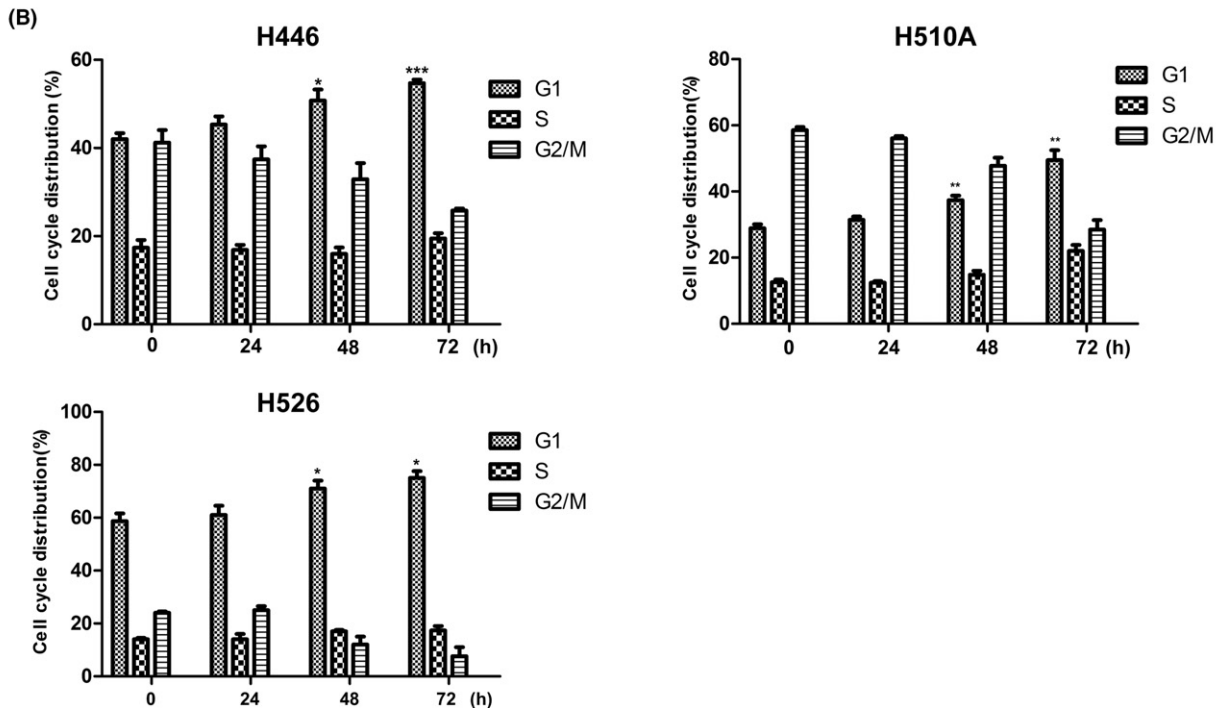 (B)
H446
Cell cycle distribution (%)
60
40
20
0
* ***
0 24 48 72 (h)
G1
S
G2/M
H510A
Cell cycle distribution(%)
80
60
40
20
0
** **
0 24 48 72 (h)
G1
S
G2/M
H526
Cell cycle distribution(%)
100
80
60
40
20
0
* *
0 24 48 72 (h)
G1
S
G2/M